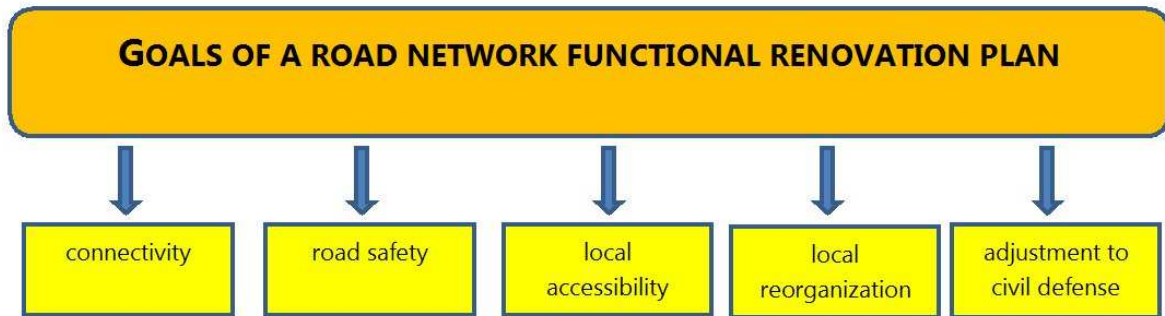 GOALS OF A ROAD NETWORK FUNCTIONAL RENOVATION PLAN
connectivity
road safety
local
accessibility
local
reorganization
adjustment to
civil defense